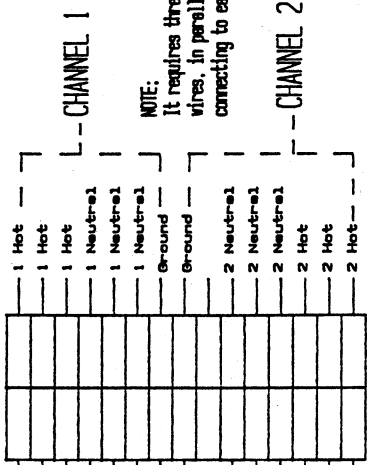 1 Hot
1 Hot
1 Hot
1 Neutral
1 Neutral
1 Neutral
Ground
Ground
2 Neutral
2 Neutral
2 Neutral
2 Hot
2 Hot
2 Hot
CHANNEL 1
NOTE:
It requires thre
wires, in parall
connecting to ea
CHANNEL 2